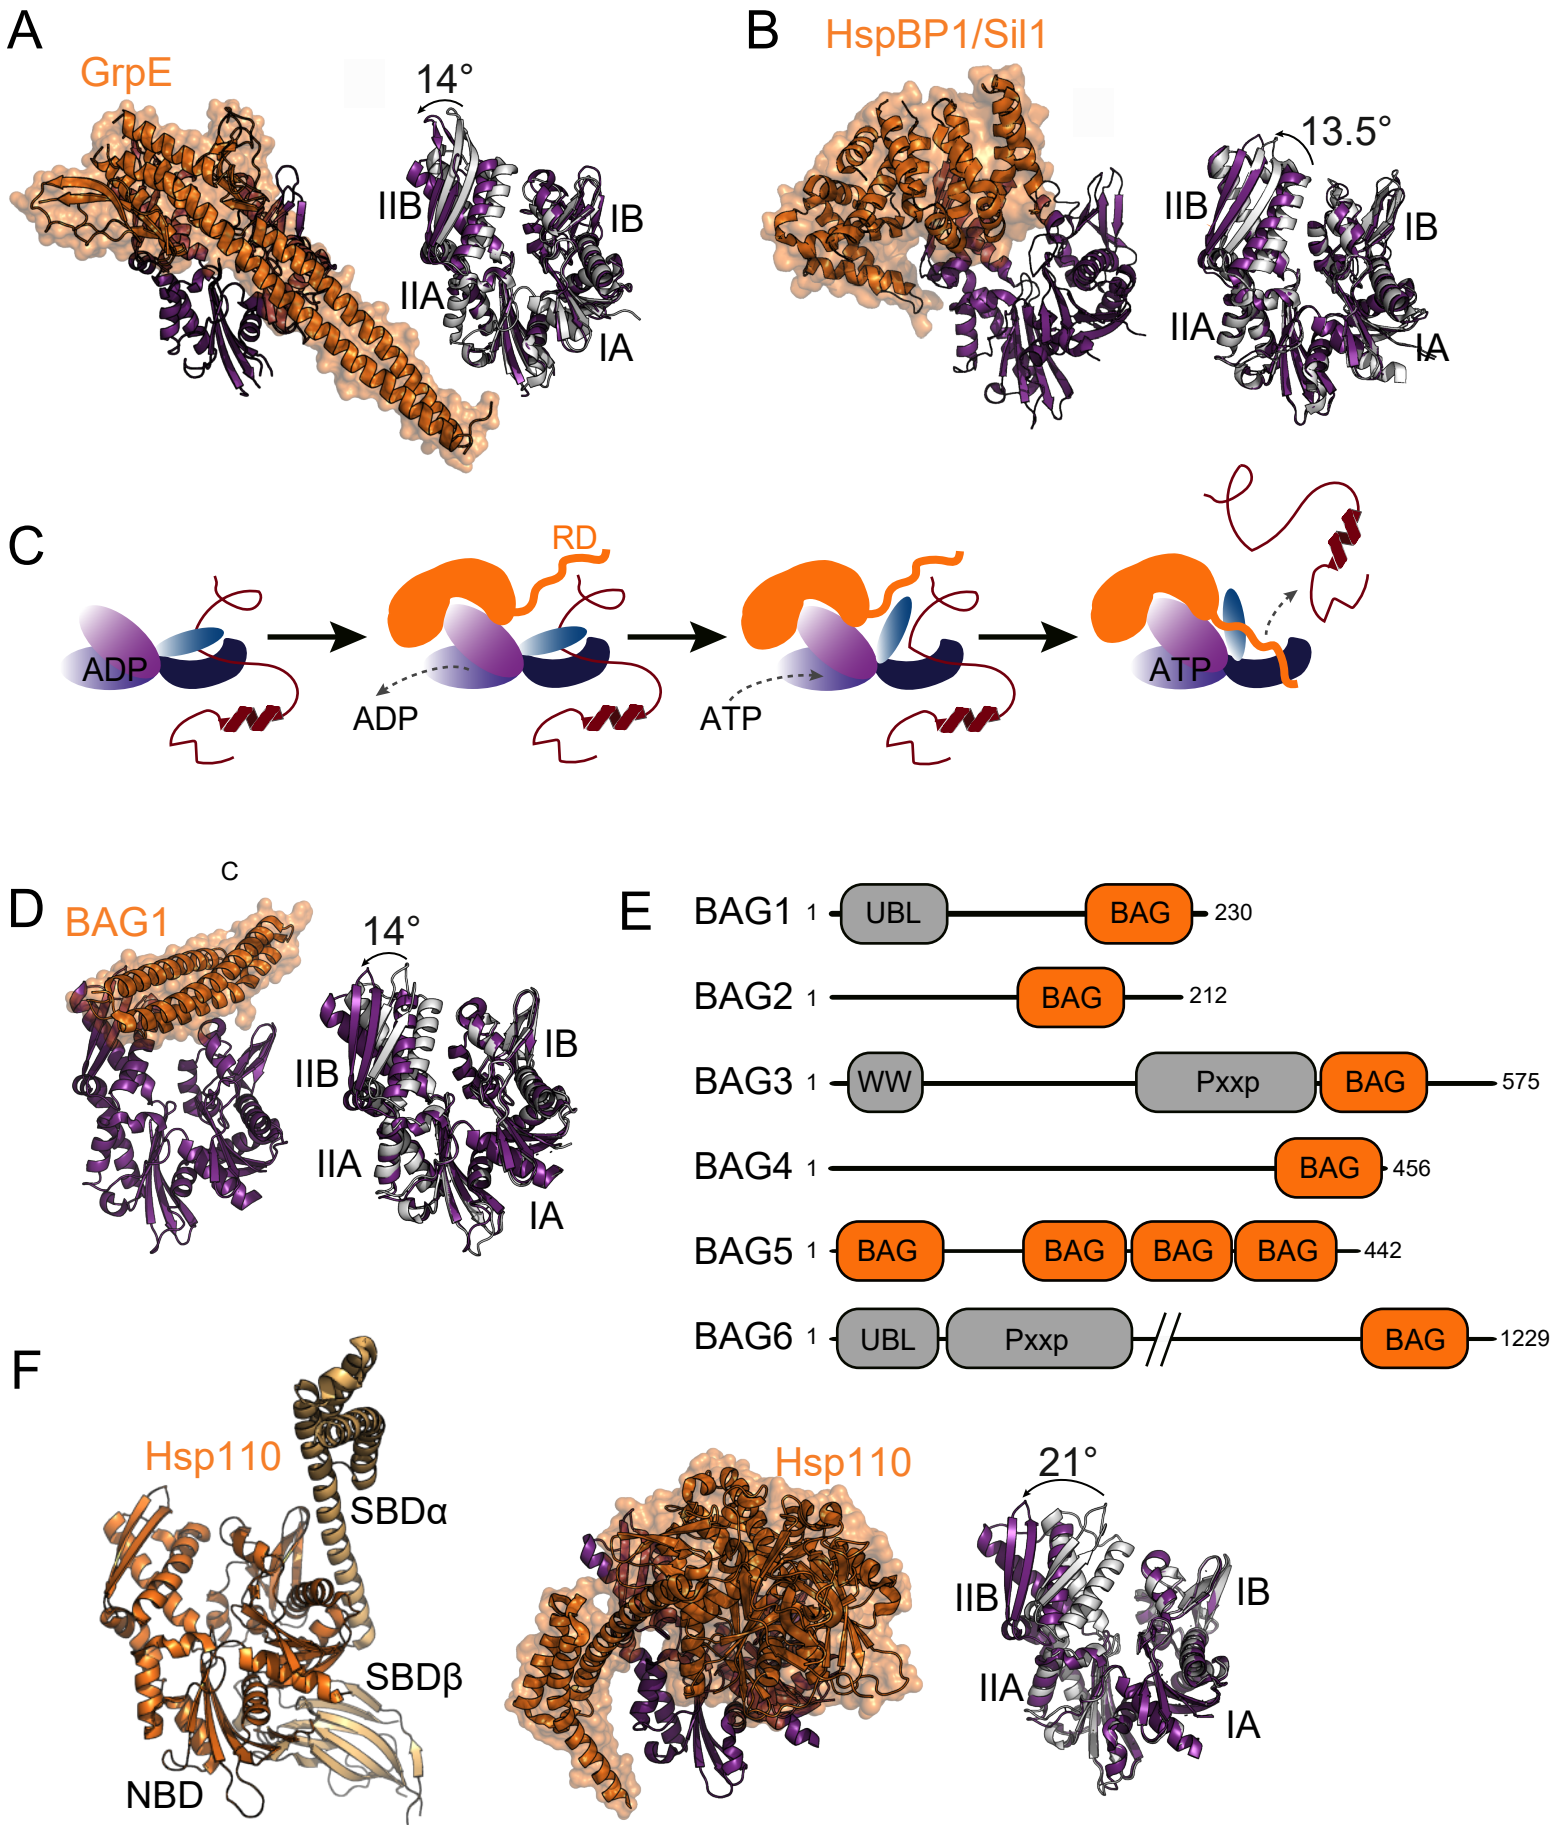 A
GrpE
14°
IIB
IB
IIA
IA
B
HspBP1/Sil1
13.5°
IIB
IB
IIA
IA
C
RD
ADP
ADP
ATP
ATP
C
D
BAG1
14°
IIB
IB
IIA
IA
E
BAG1 1 UBL BAG 230
BAG2 1 BAG 212
BAG3 1 WW Pxxp BAG 575
BAG4 1 BAG 456
BAG5 1 BAG BAG BAG BAG 442
BAG6 1 UBL Pxxp BAG 1229
F
Hsp110
SBDα
SBDβ
NBD
Hsp110
21°
IIB
IB
IIA
IA